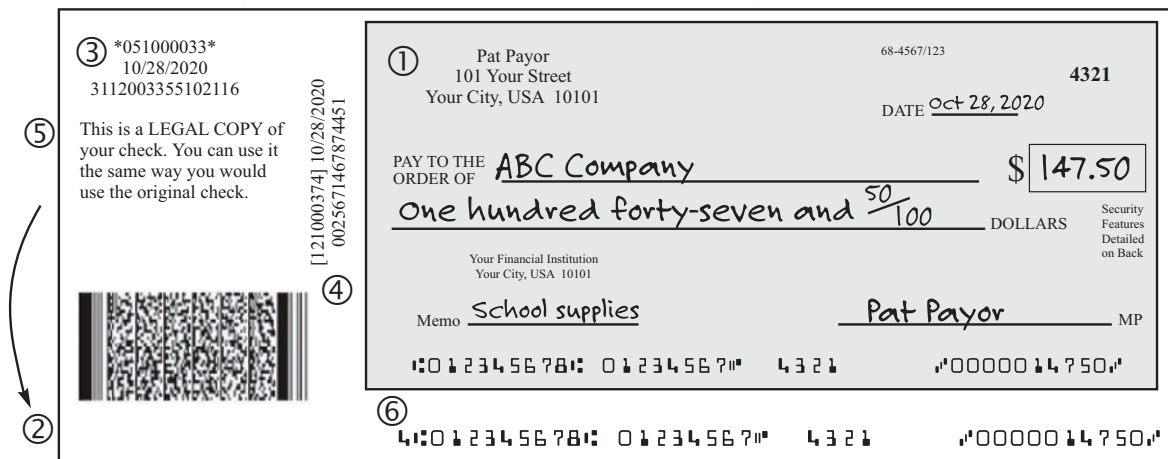 ③ *051000033*
10/28/2020
3112003355102116
⑤ This is a LEGAL COPY of
your check. You can use it
the same way you would
use the original check.
②
[121000374] 10/28/2020
0025671467874451
④
① Pat Payor
101 Your Street
Your City, USA 10101
68-4567/123
4321
DATE Oct 28, 2020
PAY TO THE
ORDER OF ABC Company $ 147.50
One hundred forty-seven and 50/100 DOLLARS
Security
Features
Detailed
on Back
Your Financial Institution
Your City, USA 10101
Memo School supplies Pat Payor MP
⑆012345678⑆ 01234567⑈ 4321 ⑇0000014750⑇
⑥
4⑆012345678⑆ 01234567⑈ 4321 ⑇0000014750⑇